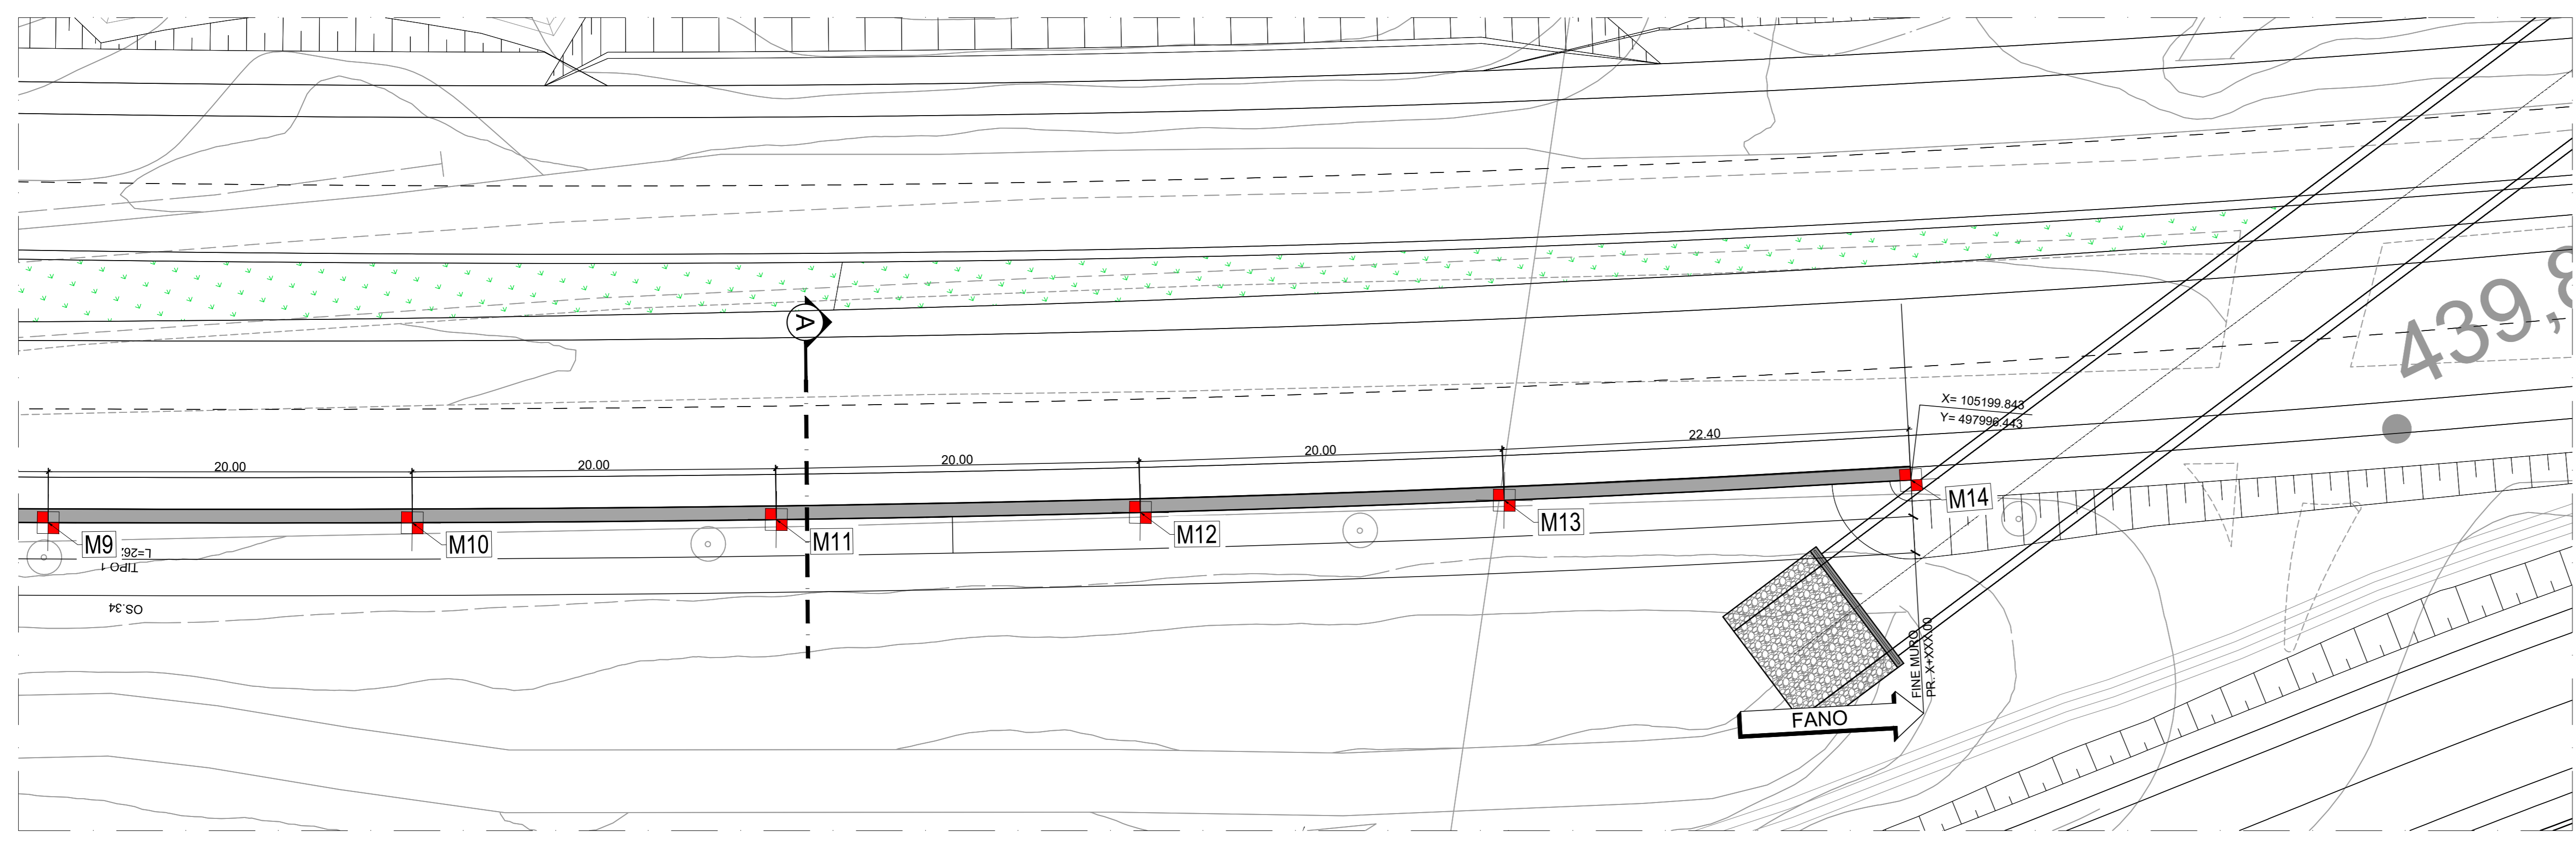 A
X= 105199.843
Y= 497996.443
439,8
20.00
20.00
20.00
20.00
22.40
M9
M10
M11
M12
M13
M14
L=26
TIPO 1
OS.34
FINE MURO
PR. X+XXX.00
FANO